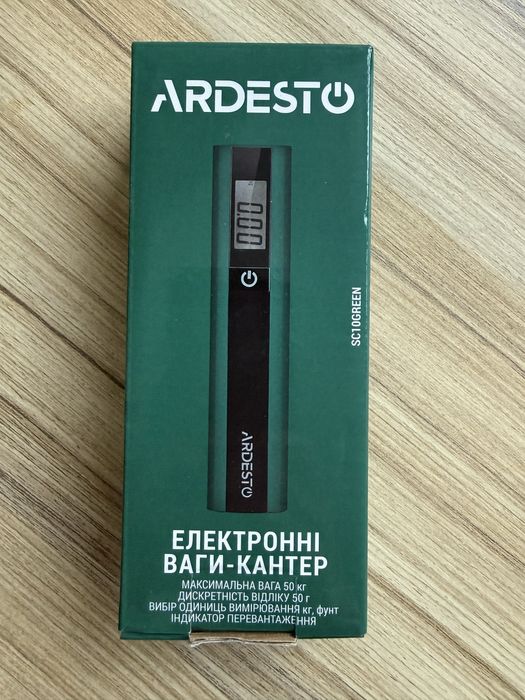 ARDESTO
0.00
ARDESTO
SC10GREEN
ЕЛЕКТРОННІ
ВАГИ-КАНТЕР
МАКСИМАЛЬНА ВАГА 50 кг
ДИСКРЕТНІСТЬ ВІДЛІКУ 50 г
ВИБІР ОДИНИЦЬ ВИМІРЮВАННЯ кг, фунт
ІНДИКАТОР ПЕРЕВАНТАЖЕННЯ